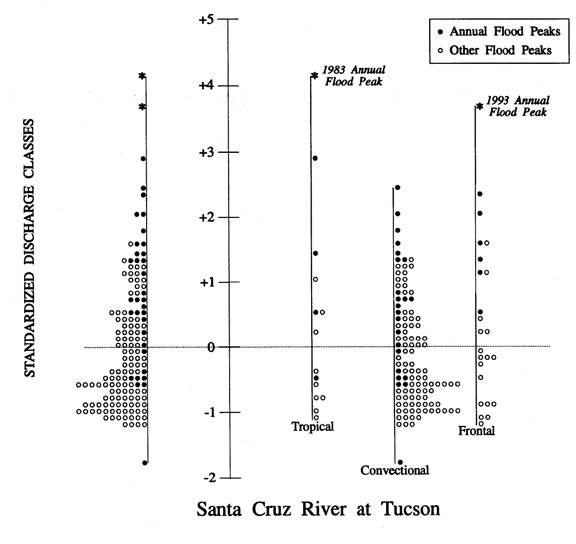 +5
● Annual Flood Peaks
○ Other Flood Peaks
1983 Annual
Flood Peak
+4
1993 Annual
Flood Peak
+3
STANDARDIZED DISCHARGE CLASSES
+2
+1
0
-1
Tropical
Frontal
Convectional
-2
Santa Cruz River at Tucson